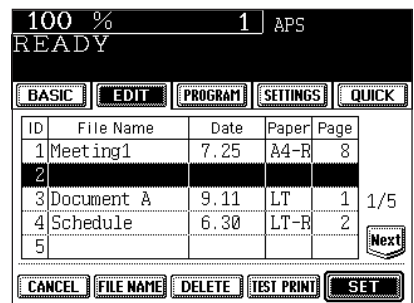 100 % 1 APS
READY
BASIC EDIT PROGRAM SETTINGS QUICK
ID File Name Date Paper Page
1 Meeting1 7.25 A4-R 8
2
3 Document A 9.11 LT 1 1/5
4 Schedule 6.30 LT-R 2
5 Next
CANCEL FILE NAME DELETE TEST PRINT SET